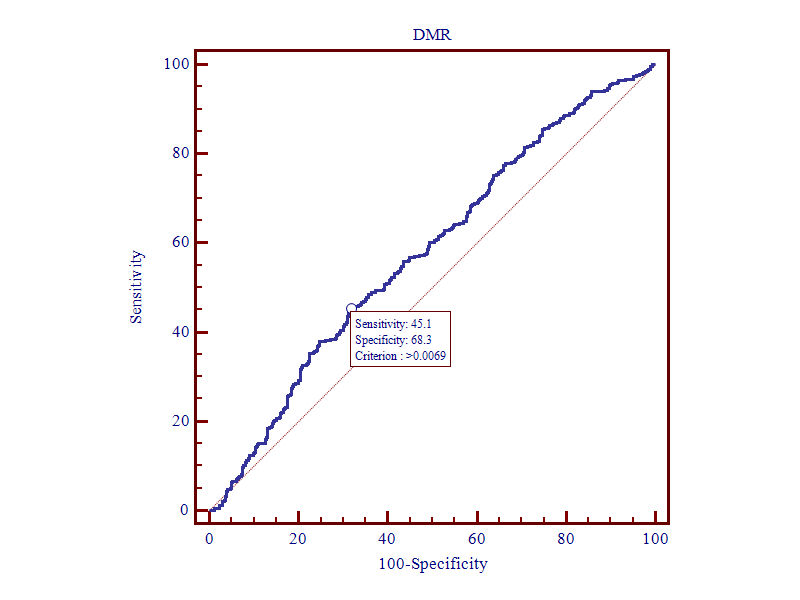 DMR
100
80
60
40
20
0
Sensitivity
Sensitivity: 45.1
Specificity: 68.3
Criterion : >0.0069
0 20 40 60 80 100
100-Specificity